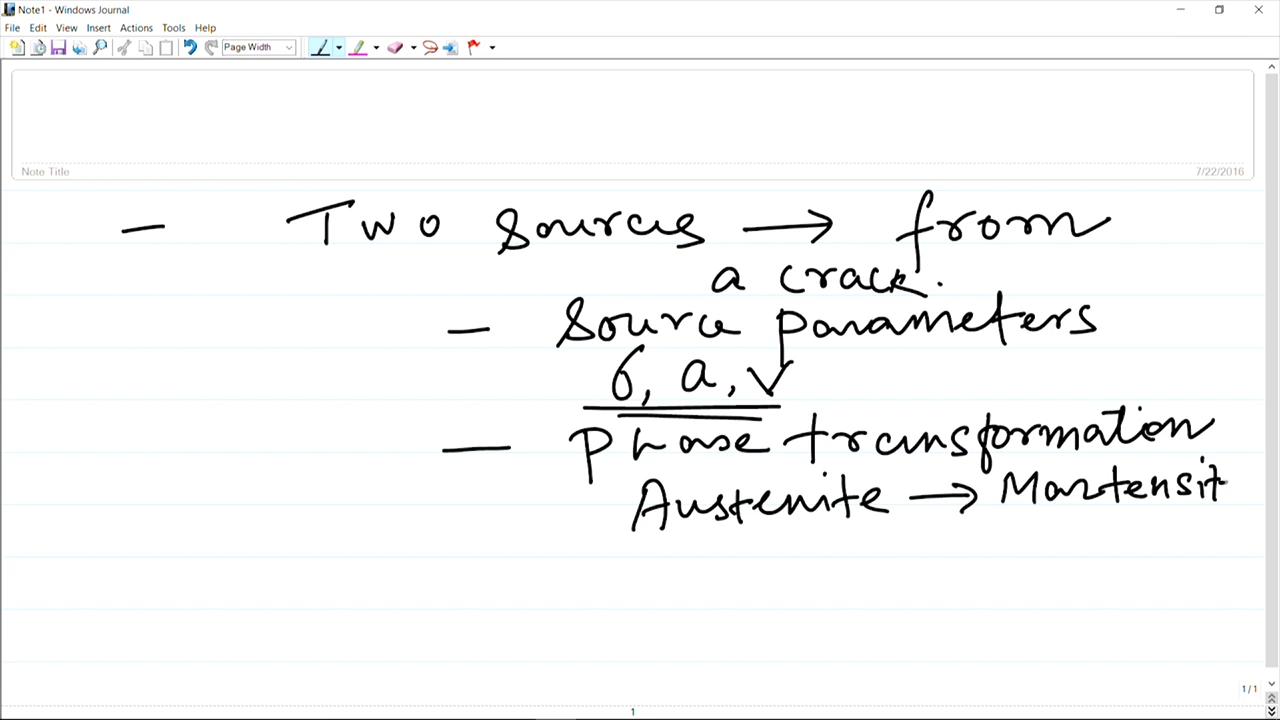 Note1 - Windows Journal
File Edit View Insert Actions Tools Help
Page Width
Note Title
7/22/2016
- Two sources → from
a crack.
- Source parameters
σ, a, V
- Phase transformation
Austenite → Martensit
1/1
1